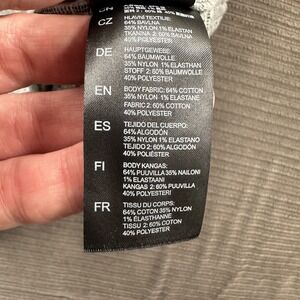 CZ
HLAVNÍ TEXTILIE:
64% BAVLNA
35% NYLON 1% ELASTAN
TKANINA 2: 60% BAVLNA
40% POLYESTER
DE
HAUPTGEWEBE:
64% BAUMWOLLE
35% NYLON 1% ELASTHAN
STOFF 2: 60% BAUMWOLLE
40% POLYESTER
EN
BODY FABRIC: 64% COTTON
35% NYLON 1% ELASTANE
FABRIC 2: 60% COTTON
40% POLYESTER
ES
TEJIDO DEL CUERPO:
64% ALGODÓN
35% NYLON 1% ELASTANO
TEJIDO 2: 60% ALGODÓN
40% POLIÉSTER
FI
BODY KANGAS:
64% PUUVILLA 35% NAILONI
1% ELASTAANI
KANGAS 2: 60% PUUVILLA
40% POLYESTERI
FR
TISSU DU CORPS:
64% COTON 35% NYLON
1% ÉLASTHANNE
TISSU 2: 60% COTON
40% POLYESTER